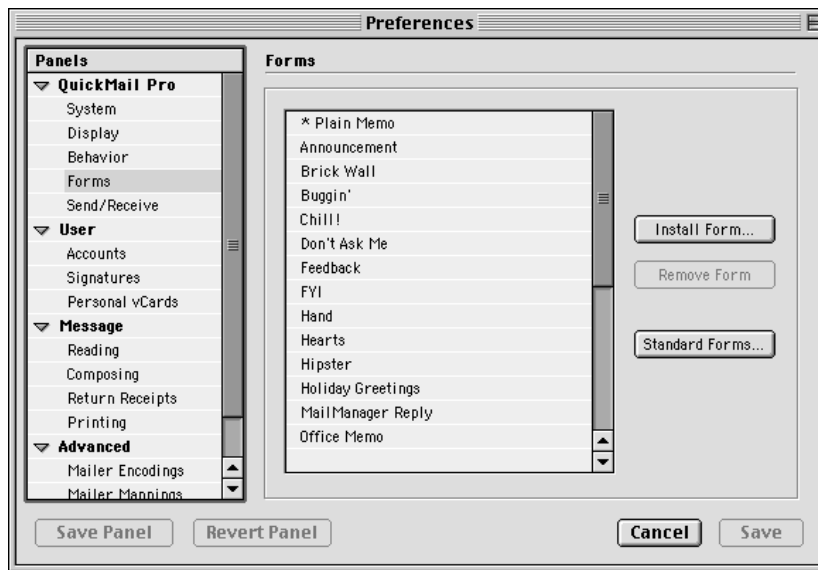 Preferences
Panels
QuickMail Pro
System
Display
Behavior
Forms
Send/Receive
User
Accounts
Signatures
Personal vCards
Message
Reading
Composing
Return Receipts
Printing
Advanced
Mailer Encodings
Mailer Mappings
Forms
* Plain Memo
Announcement
Brick Wall
Buggin'
Chill!
Don't Ask Me
Feedback
FYI
Hand
Hearts
Hipster
Holiday Greetings
MailManager Reply
Office Memo
Install Form...
Remove Form
Standard Forms...
Save Panel
Revert Panel
Cancel
Save